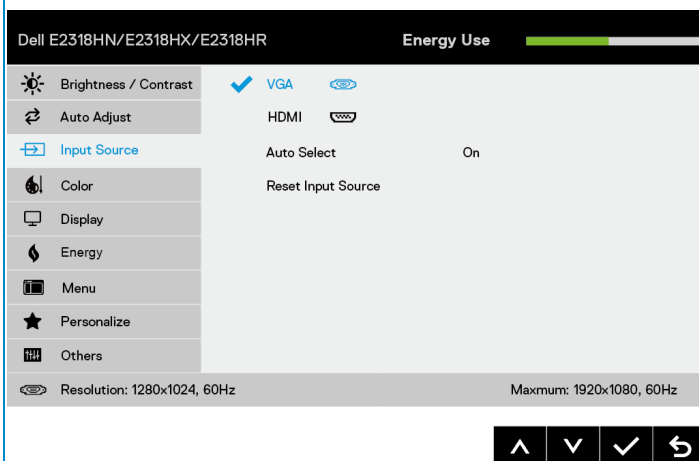 Dell E2318HN/E2318HX/E2318HR Energy Use
Brightness / Contrast VGA
Auto Adjust HDMI
Input Source Auto Select On
Color Reset Input Source
Display
Energy
Menu
Personalize
Others
Resolution: 1280x1024, 60Hz Maxmum: 1920x1080, 60Hz